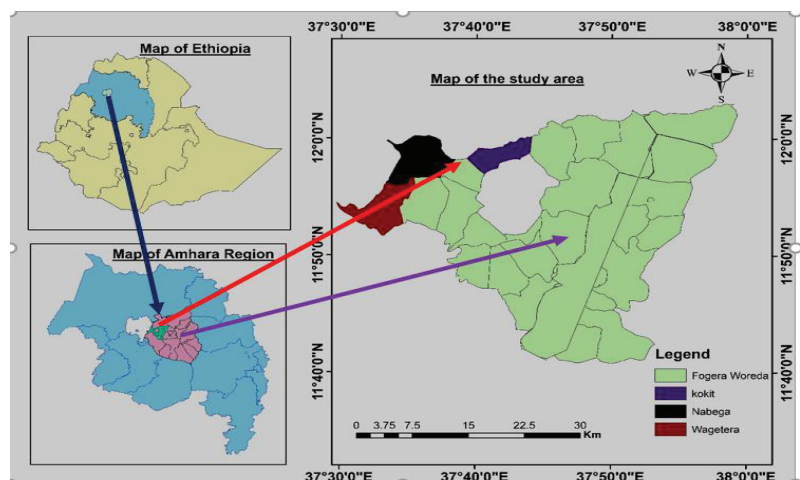 Map of Ethiopia
Map of Amhara Region
37°30'0"E 37°40'0"E 37°50'0"E 38°0'0"E
Map of the study area
N
W E
S
12°0'0"N 12°0'0"N
11°50'0"N 11°50'0"N
11°40'0"N 11°40'0"N
Legend
Fogera Woreda
kokit
Nabega
Wagetera
0 3.75 7.5 15 22.5 30
Km
37°30'0"E 37°40'0"E 37°50'0"E 38°0'0"E